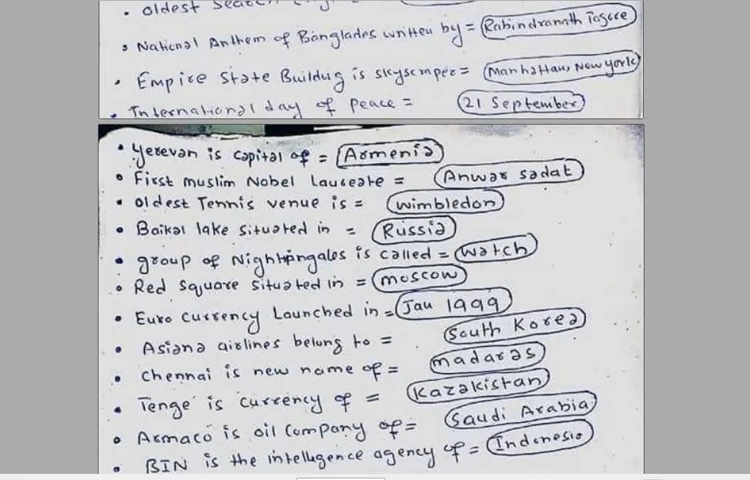 • Oldest Search
• National Anthem of Banglades written by = Rabindranath Tagore
• Empire State Building is skyscraper = Manhattan, New York
• International day of peace = 21 September
• Yerevan is capital of = Armenia
• First muslim Nobel Laureate = Anwar sadat
• Oldest Tennis venue is = Wimbledon
• Baikal lake situated in = Russia
• group of Nightingales is called = watch
• Red square situated in = moscow
• Euro currency Launched in = Jan 1999
• Asiana airlines belong to = South Korea
• Chennai is new name of = madaras
• Tenge is currency of = Kazakistan
• Armaco is oil company of = Saudi Arabia
• BIN is the intelligence agency of = Indonesia